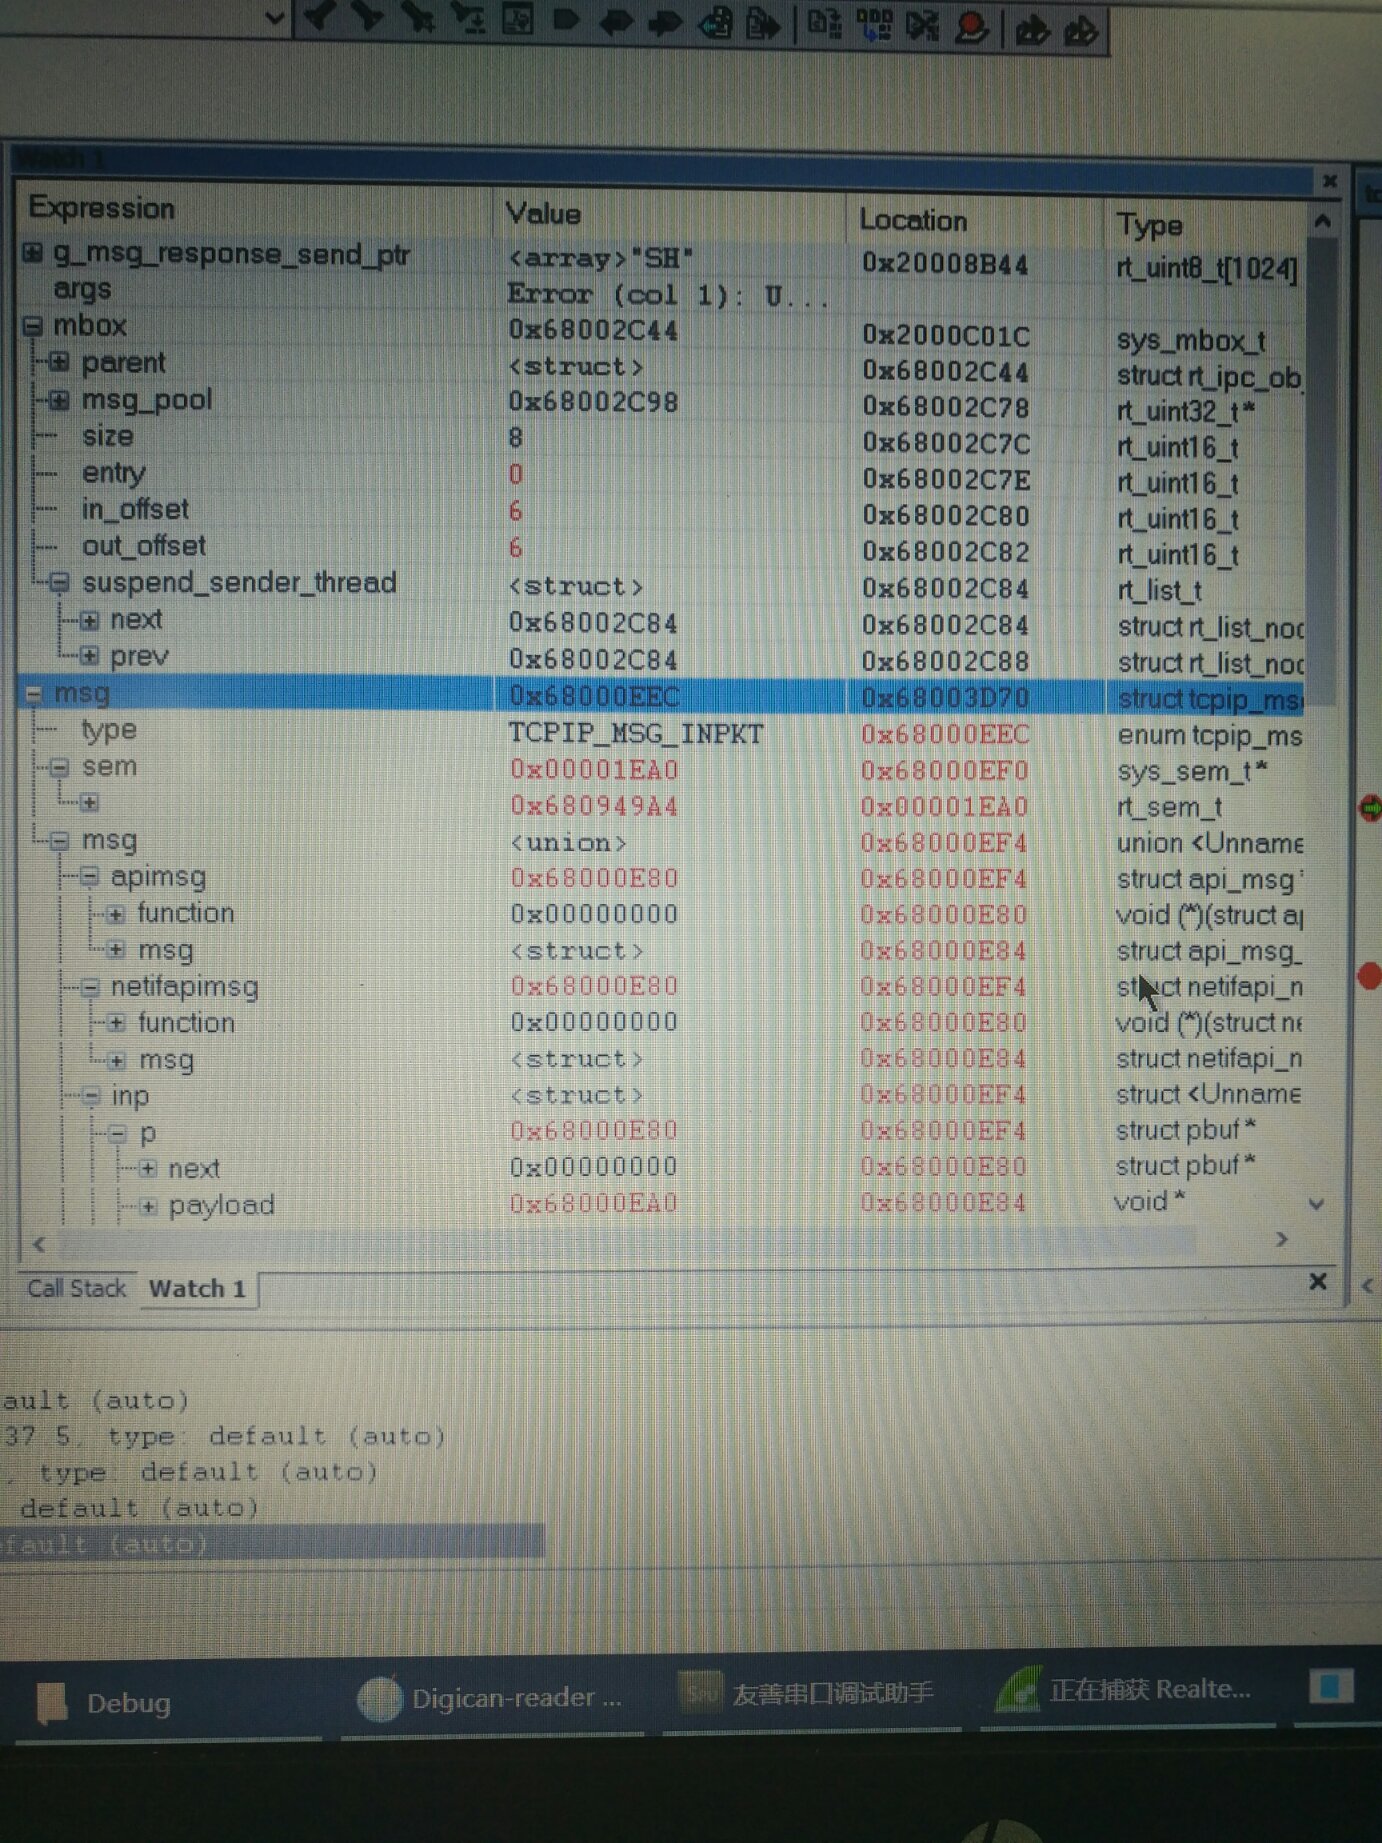 Watch 1
Expression Value Location Type
g_msg_response_send_ptr <array>"SH" 0x20008B44 rt_uint8_t[1024]
args Error (col 1): U...
mbox 0x68002C44 0x2000C01C sys_mbox_t
parent <struct> 0x68002C44 struct rt_ipc_ob
msg_pool 0x68002C98 0x68002C78 rt_uint32_t*
size 8 0x68002C7C rt_uint16_t
entry 0 0x68002C7E rt_uint16_t
in_offset 6 0x68002C80 rt_uint16_t
out_offset 6 0x68002C82 rt_uint16_t
suspend_sender_thread <struct> 0x68002C84 rt_list_t
next 0x68002C84 0x68002C84 struct rt_list_noc
prev 0x68002C84 0x68002C88 struct rt_list_noc
msg 0x68000EEC 0x68003D70 struct tcpip_ms
type TCPIP_MSG_INPKT 0x68000EEC enum tcpip_ms
sem 0x00001EA0 0x68000EF0 sys_sem_t*
0x680949A4 0x00001EA0 rt_sem_t
msg <union> 0x68000EF4 union <Unname
apimsg 0x68000E80 0x68000EF4 struct api_msg
function 0x00000000 0x68000E80 void (*)(struct a
msg <struct> 0x68000E84 struct api_msg_
netifapimsg 0x68000E80 0x68000EF4 struct netifapi_n
function 0x00000000 0x68000E80 void (*)(struct ne
msg <struct> 0x68000E84 struct netifapi_n
inp <struct> 0x68000EF4 struct <Unname
p 0x68000E80 0x68000EF4 struct pbuf*
next 0x00000000 0x68000E80 struct pbuf*
payload 0x68000EA0 0x68000E84 void *
Call Stack Watch 1
ault (auto)
37.5, type: default (auto)
, type: default (auto)
default (auto)
fault (auto)
Debug Digican-reader ... 友善串口调试助手 正在捕获 Realte...